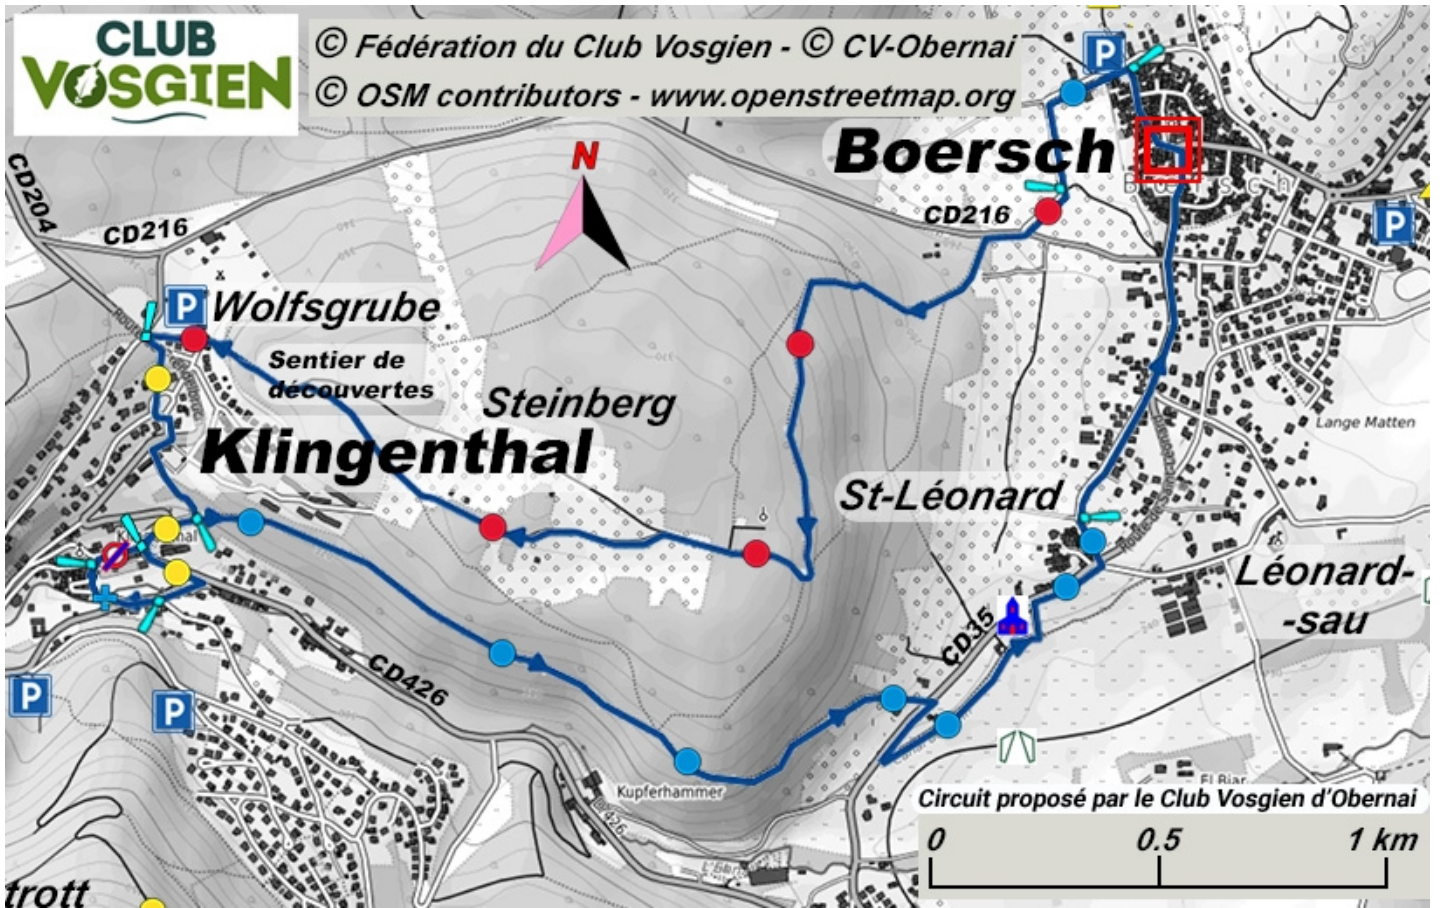 CLUB
VOSGIEN
© Fédération du Club Vosgien - © CV-Obernai
© OSM contributors - www.openstreetmap.org
P
Boersch
N
CD204
CD216
CD216
P
P
Wolfsgrube
Sentier de
découvertes
Steinberg
Klingenthal
Lange Matten
St-Léonard
Léonard-
-sau
CD35
CD426
P
P
Kupferhammer
El Biar
Circuit proposé par le Club Vosgien d'Obernai
0 0.5 1 km
trott